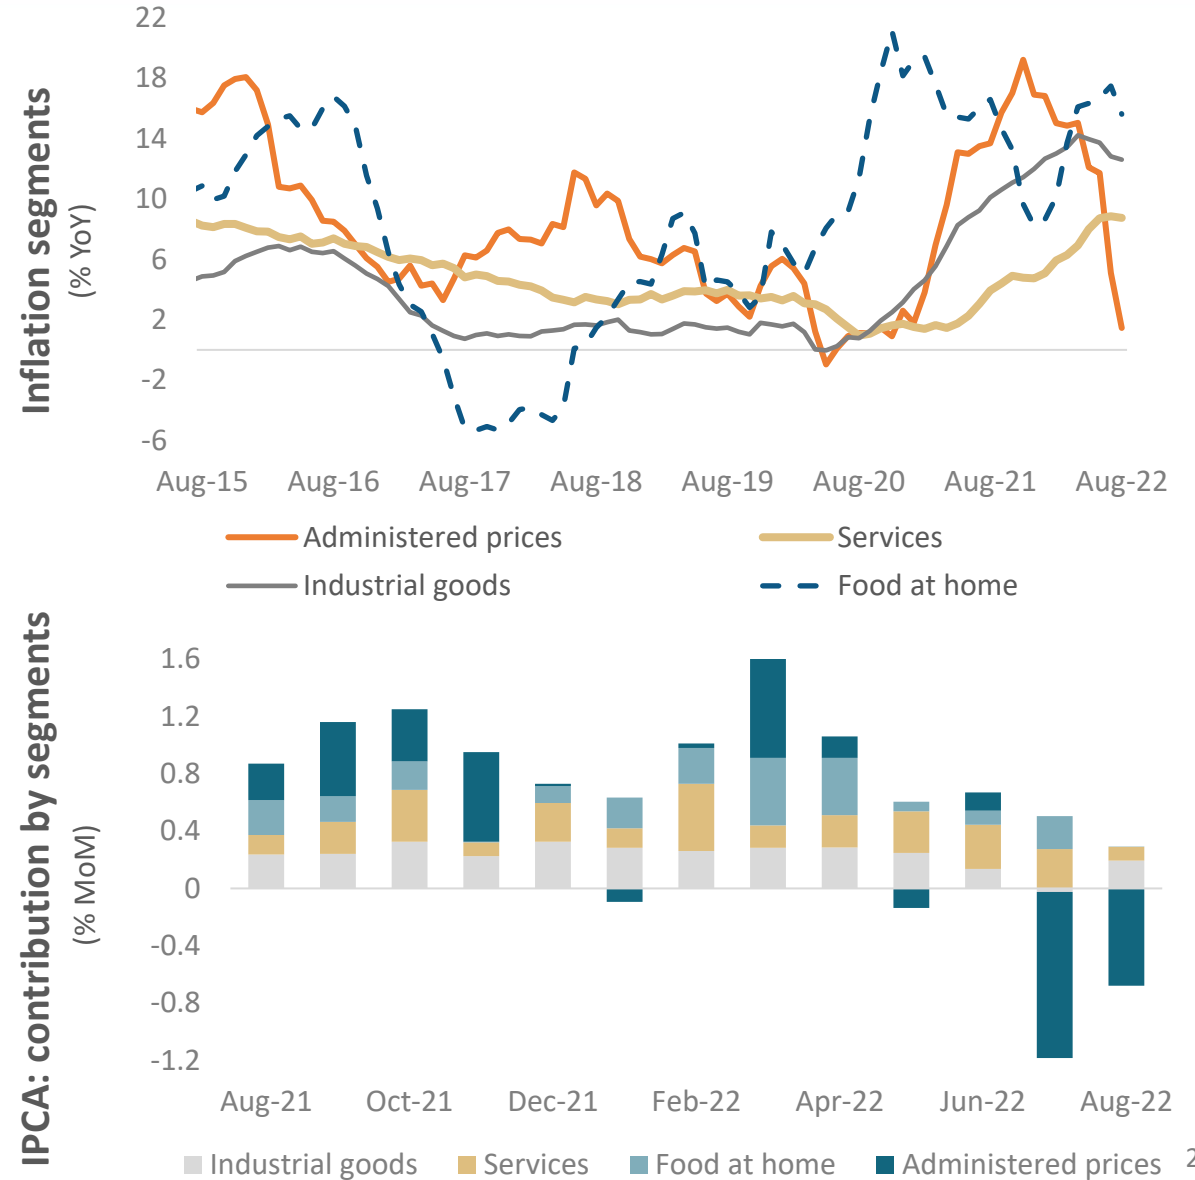 Inflation segments
(% YoY)
22
18
14
10
6
2
-2
-6
Aug-15 Aug-16 Aug-17 Aug-18 Aug-19 Aug-20 Aug-21 Aug-22
Administered prices Services
Industrial goods Food at home
IPCA: contribution by segments
(% MoM)
1.6
1.2
0.8
0.4
0
-0.4
-0.8
-1.2
Aug-21 Oct-21 Dec-21 Feb-22 Apr-22 Jun-22 Aug-22
Industrial goods Services Food at home Administered prices
2